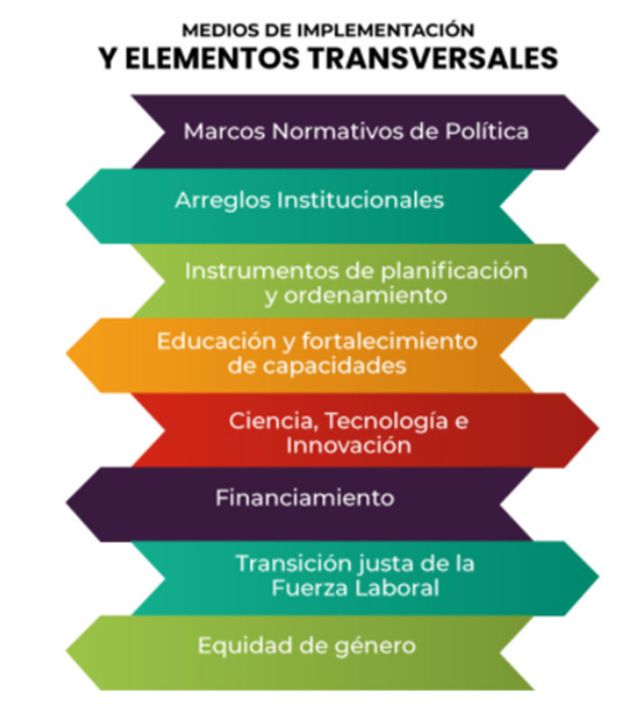 MEDIOS DE IMPLEMENTACIÓN
Y ELEMENTOS TRANSVERSALES
Marcos Normativos de Política
Arreglos Institucionales
Instrumentos de planificación
y ordenamiento
Educación y fortalecimiento
de capacidades
Ciencia, Tecnología e
Innovación
Financiamiento
Transición justa de la
Fuerza Laboral
Equidad de género